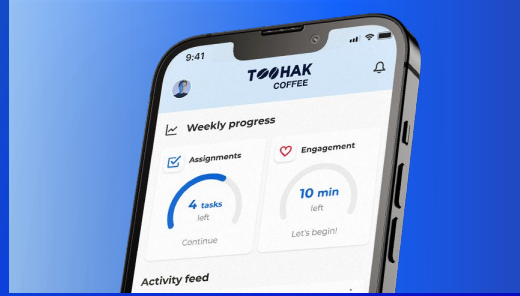 9:41
TOOHAK
COFFEE
Weekly progress
Assignments
4 tasks
left
Continue
Engagement
10 min
left
Let's begin!
Activity feed